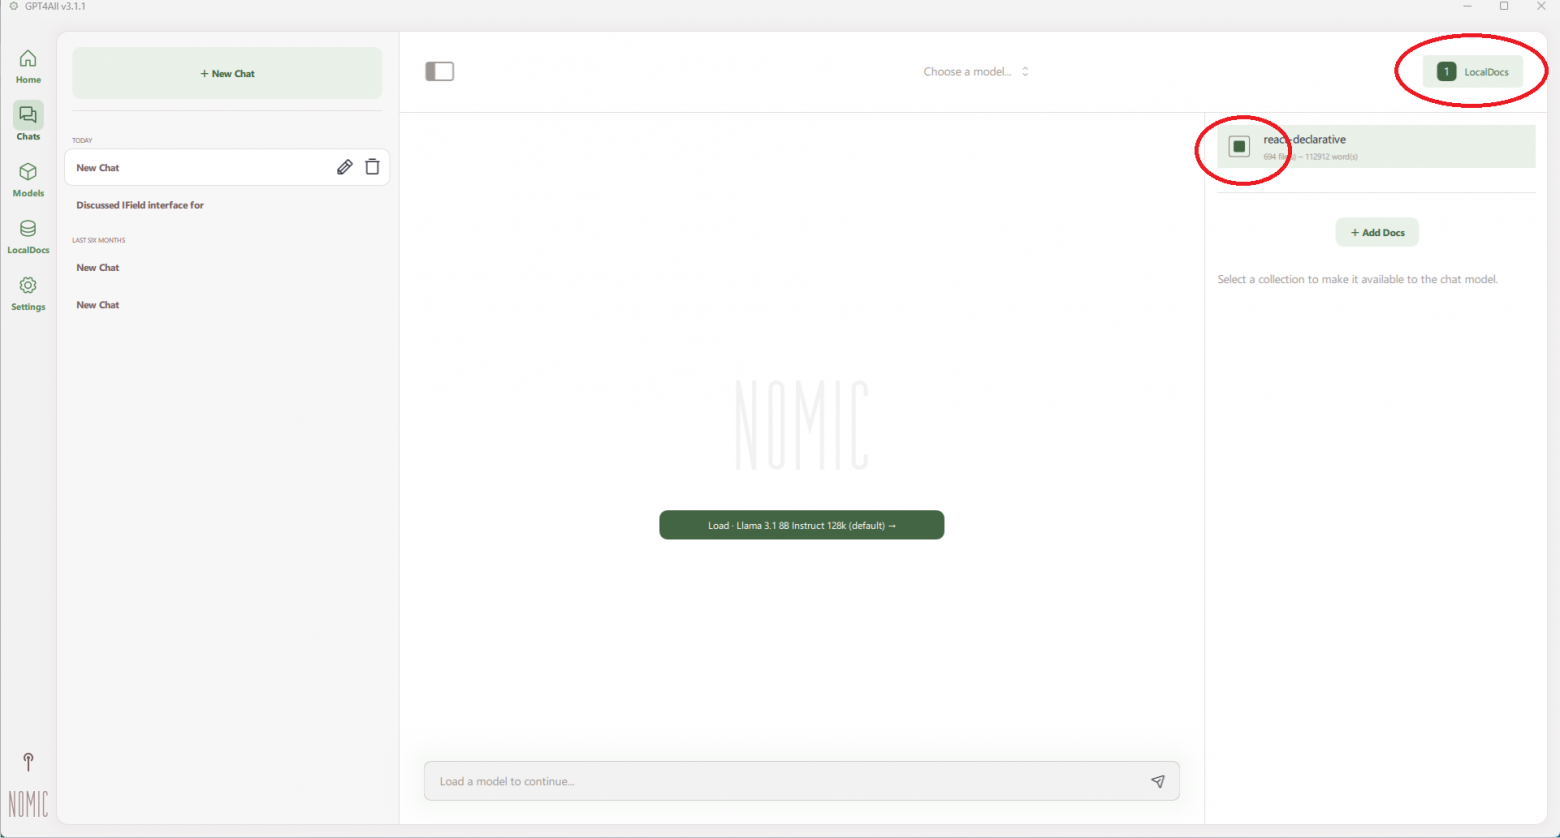 GPT4All v3.1.1
Home
Chats
Models
LocalDocs
Settings
NOMIC
+ New Chat
TODAY
New Chat
Discussed IField interface for
LAST SIX MONTHS
New Chat
New Chat
Choose a model...
1 LocalDocs
NOMIC
Load · Llama 3.1 8B Instruct 128k (default) →
Load a model to continue...
react-declarative
694 file(s) – 112912 word(s)
+ Add Docs
Select a collection to make it available to the chat model.